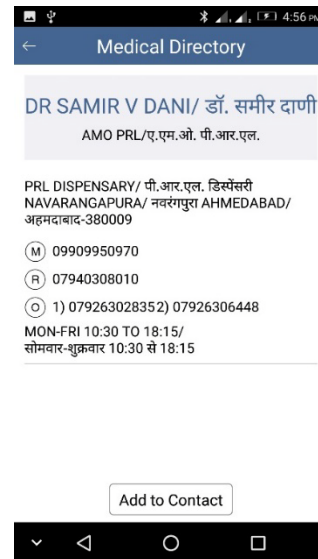 4:56 PM
Medical Directory
DR SAMIR V DANI/ डॉ. समीर दाणी
AMO PRL/ए.एम.ओ. पी.आर.एल.
PRL DISPENSARY/ पी.आर.एल. डिस्पेंसरी
NAVARANGAPURA/ नवरंगपुरा AHMEDABAD/
अहमदाबाद-380009
M 09909950970
R 07940308010
O 1) 079263028352) 07926306448
MON-FRI 10:30 TO 18:15/
सोमवार-शुक्रवार 10:30 से 18:15
Add to Contact